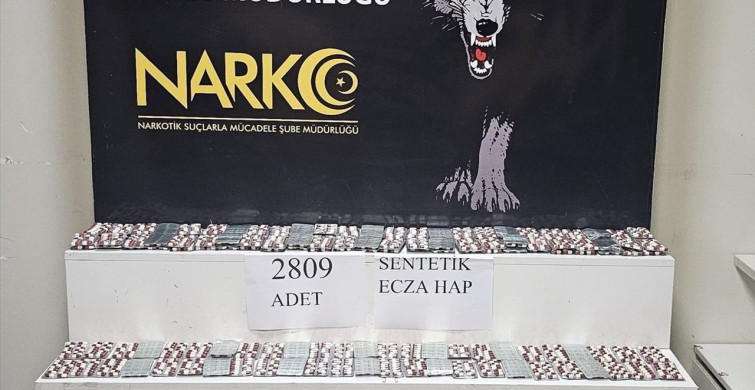 NARKO
NARKOTİK SUÇLARLA MÜCADELE ŞUBE MÜDÜRLÜĞÜ
2809
ADET
SENTETİK
ECZA HAP